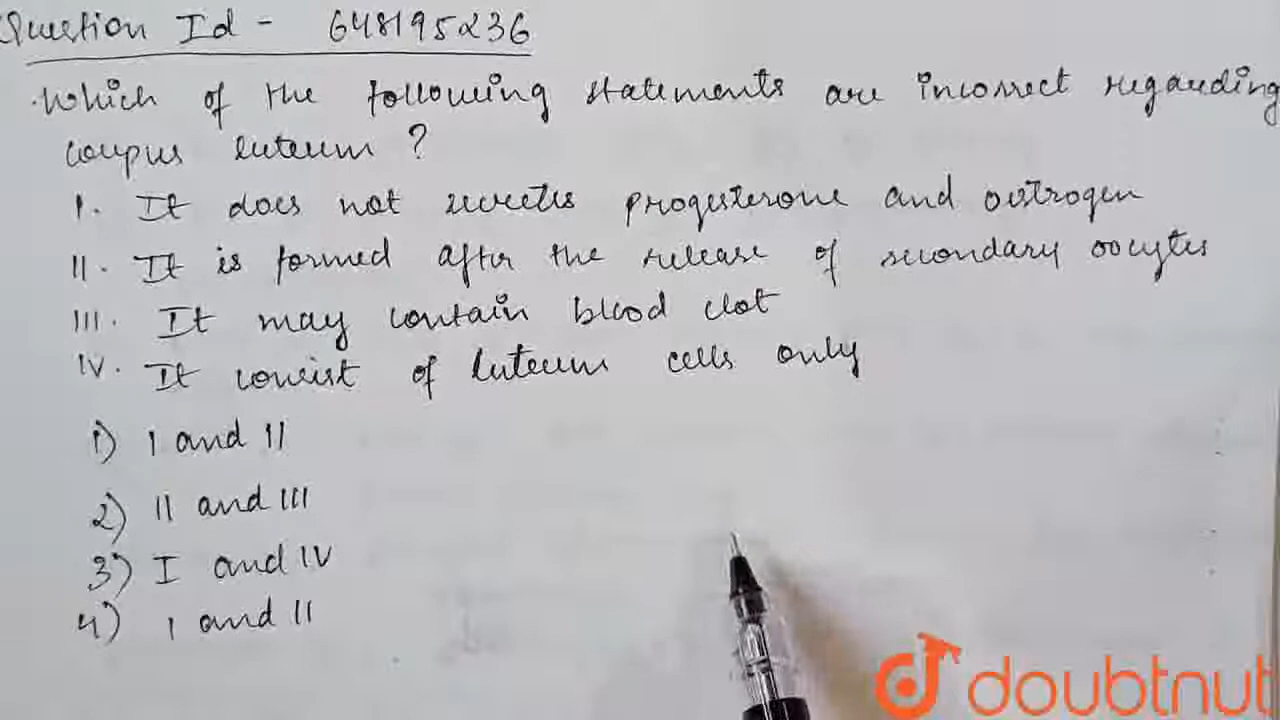 Question Id - 648195236
Which of the following statements are incorrect regarding
corpus luteum ?
I. It does not secretes progesterone and oestrogen
II. It is formed after the release of secondary oocytes
III. It may contain blood clot
IV. It consist of luteum cells only
1) I and II
2) II and III
3) I and IV
4) I and II
doubtnut